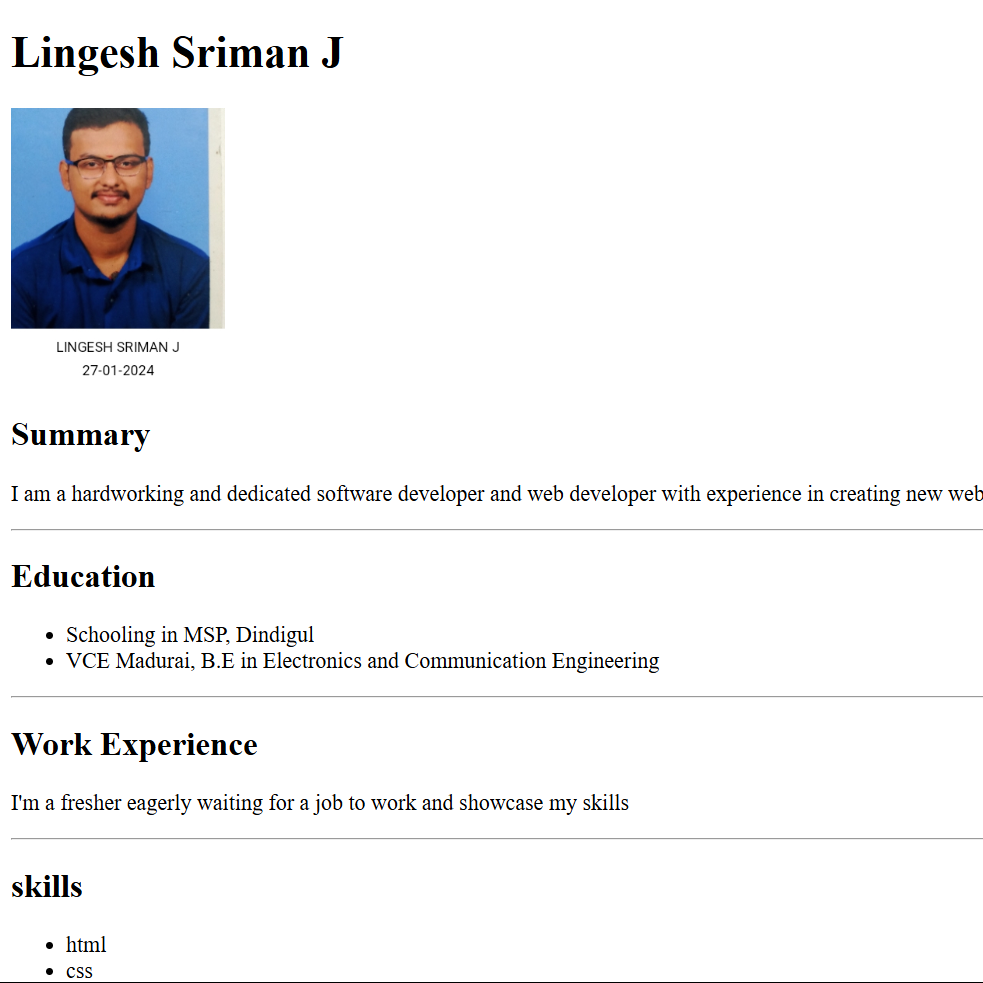 Lingesh Sriman J
LINGESH SRIMAN J
27-01-2024
Summary
I am a hardworking and dedicated software developer and web developer with experience in creating new web
Education
Schooling in MSP, Dindigul
VCE Madurai, B.E in Electronics and Communication Engineering
Work Experience
I'm a fresher eagerly waiting for a job to work and showcase my skills
skills
html
css